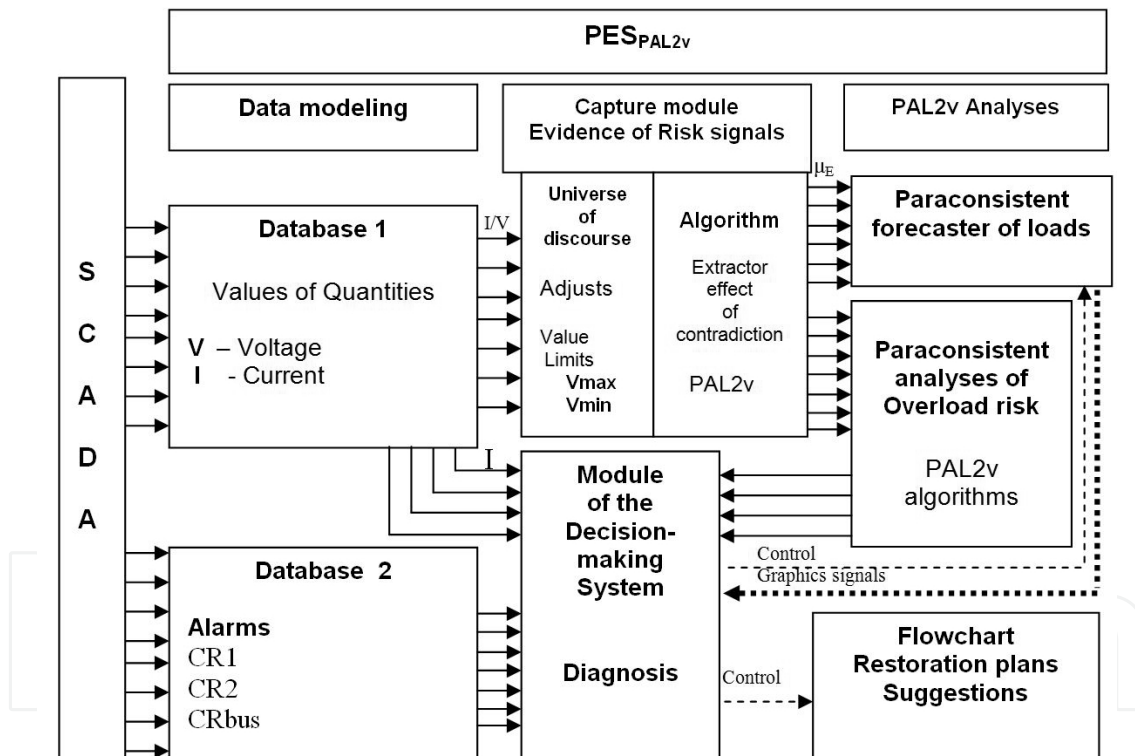 PESPAL2v
Data modeling
Capture module
Evidence of Risk signals
PAL2v Analyses
S
C
A
D
A
Database 1
Values of Quantities
V – Voltage
I - Current
I/V
Universe
of
discourse
Adjusts
Value
Limits
Vmax
Vmin
Algorithm
Extractor
effect
of
contradiction
PAL2v
μE
Paraconsistent
forecaster of loads
Paraconsistent
analyses of
Overload risk
PAL2v
algorithms
I
Module
of the
Decision-
making
System
Diagnosis
Control
Graphics signals
Database 2
Alarms
CR1
CR2
CRbus
Control
Flowchart
Restoration plans
Suggestions